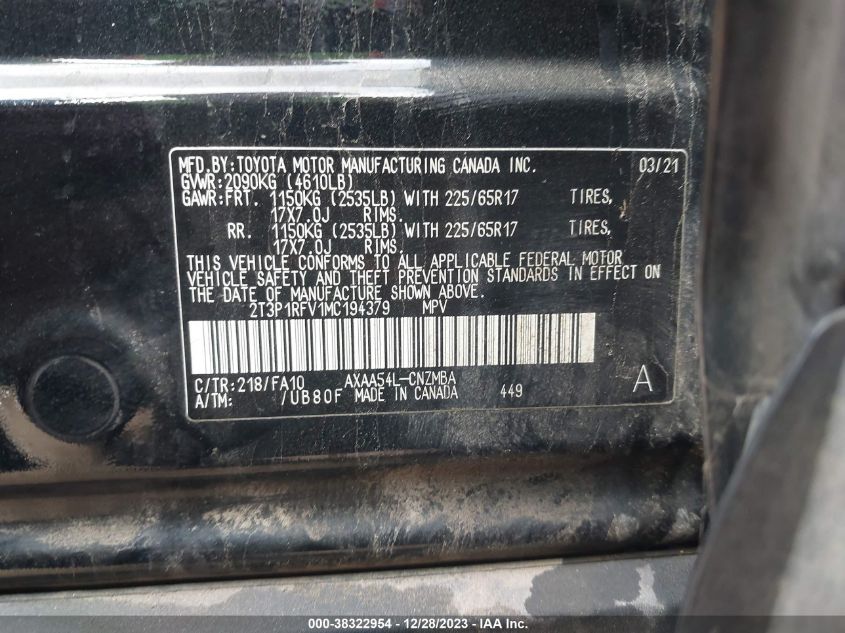 MFD.BY:TOYOTA MOTOR MANUFACTURING CANADA INC. 03/21
GVWR:2090KG (4610LB)
GAWR:FRT. 1150KG (2535LB) WITH 225/65R17 TIRES,
17X7.0J RIMS.
RR. 1150KG (2535LB) WITH 225/65R17 TIRES,
17X7.0J RIMS.
THIS VEHICLE CONFORMS TO ALL APPLICABLE FEDERAL MOTOR
VEHICLE SAFETY AND THEFT PREVENTION STANDARDS IN EFFECT ON
THE DATE OF MANUFACTURE SHOWN ABOVE.
2T3P1RFV1MC194379 MPV
C/TR:218/FA10 AXAA54L-CNZMBA A
A/TM: /UB80F MADE IN CANADA 449
000-38322954 - 12/28/2023 - IAA Inc.